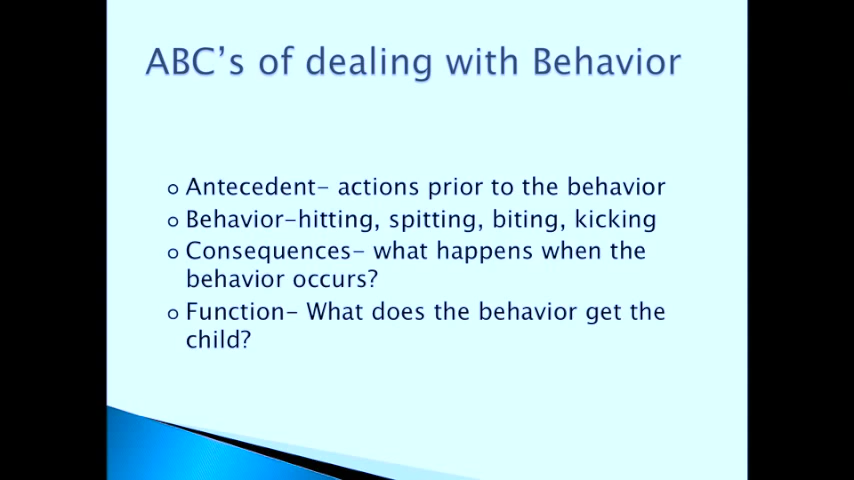 ABC's of dealing with Behavior
Antecedent- actions prior to the behavior
Behavior-hitting, spitting, biting, kicking
Consequences- what happens when the
behavior occurs?
Function- What does the behavior get the
child?